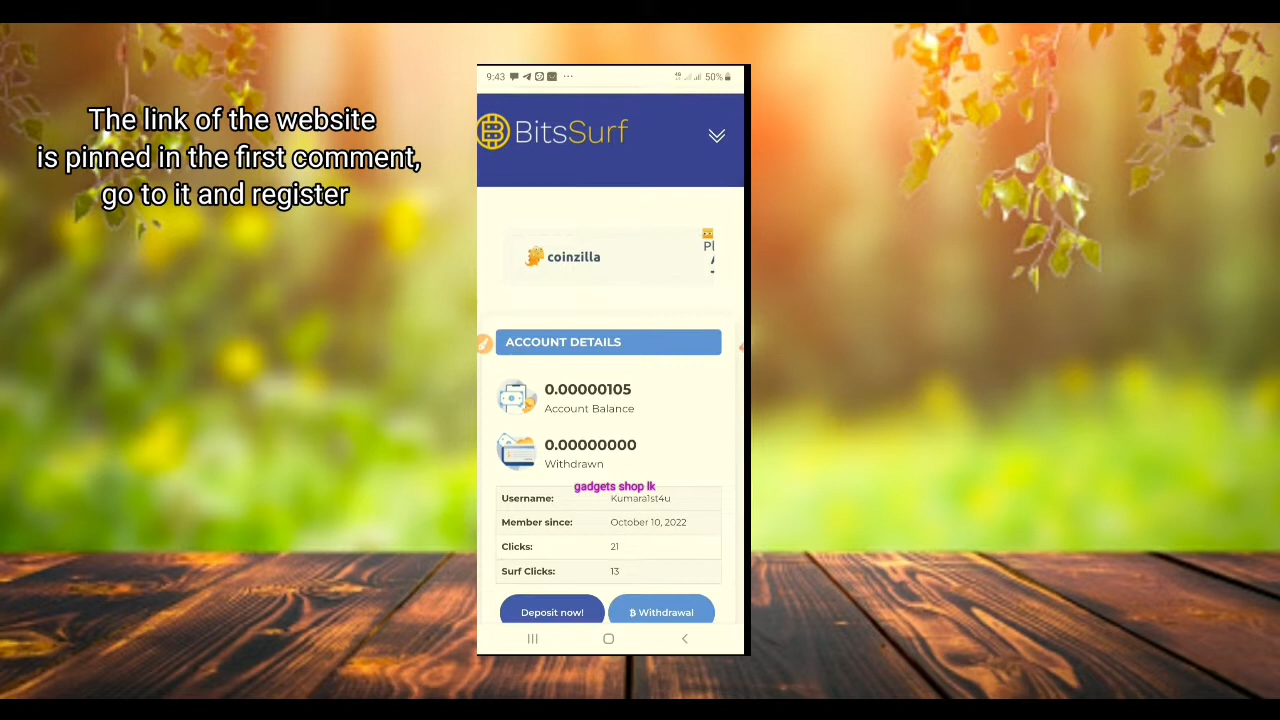 The link of the website
is pinned in the first comment,
go to it and register
9:43
50%
BitsSurf
coinzilla
Pl
ACCOUNT DETAILS
0.00000105
Account Balance
0.00000000
Withdrawn
gadgets shop lk
Username: Kumara1st4u
Member since: October 10, 2022
Clicks: 21
Surf Clicks: 13
Deposit now! ₿ Withdrawal